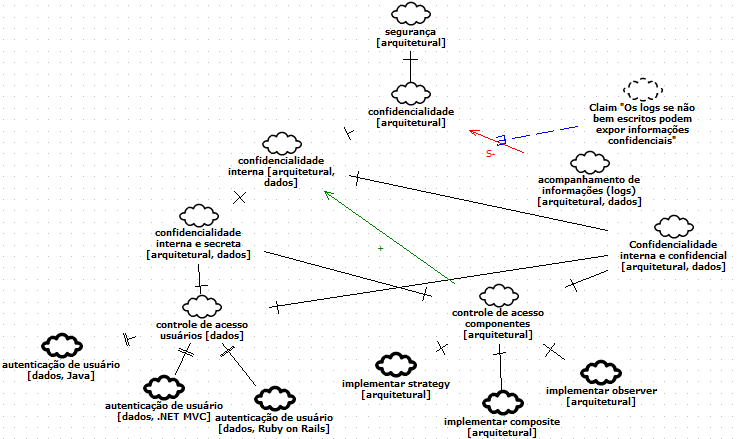 segurança
[arquitetural]
confidencialidade
[arquitetural]
Claim "Os logs se não
bem escritos podem
expor informações
confidenciais"
S-
confidencialidade
interna [arquitetural,
dados]
acompanhamento de
informações (logs)
[arquitetural, dados]
confidencialidade
interna e secreta
[arquitetural, dados]
+
Confidencialidade
interna e confidencial
[arquitetural, dados]
controle de acesso
usuários [dados]
controle de acesso
componentes
[arquitetural]
autenticação de usuário
[dados, Java]
autenticação de usuário
[dados, .NET MVC]
autenticação de usuário
[dados, Ruby on Rails]
implementar strategy
[arquitetural]
implementar composite
[arquitetural]
implementar observer
[arquitetural]